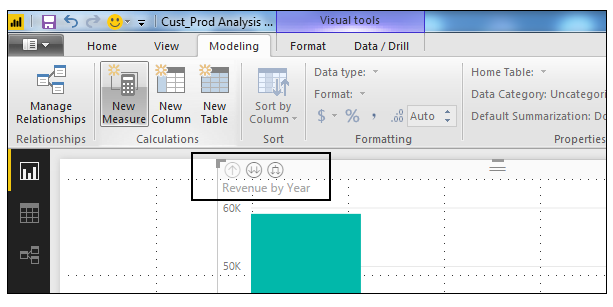 Cust_Prod Analysis ...
Visual tools
Home View Modeling Format Data / Drill
Manage Relationships
New Measure
New Column
New Table
Sort by Column
Data type:
Format:
$ % , .00 Auto
Home Table:
Data Category: Uncategori
Default Summarization: Do
Relationships Calculations Sort Formatting Properties
Revenue by Year
60K
50K